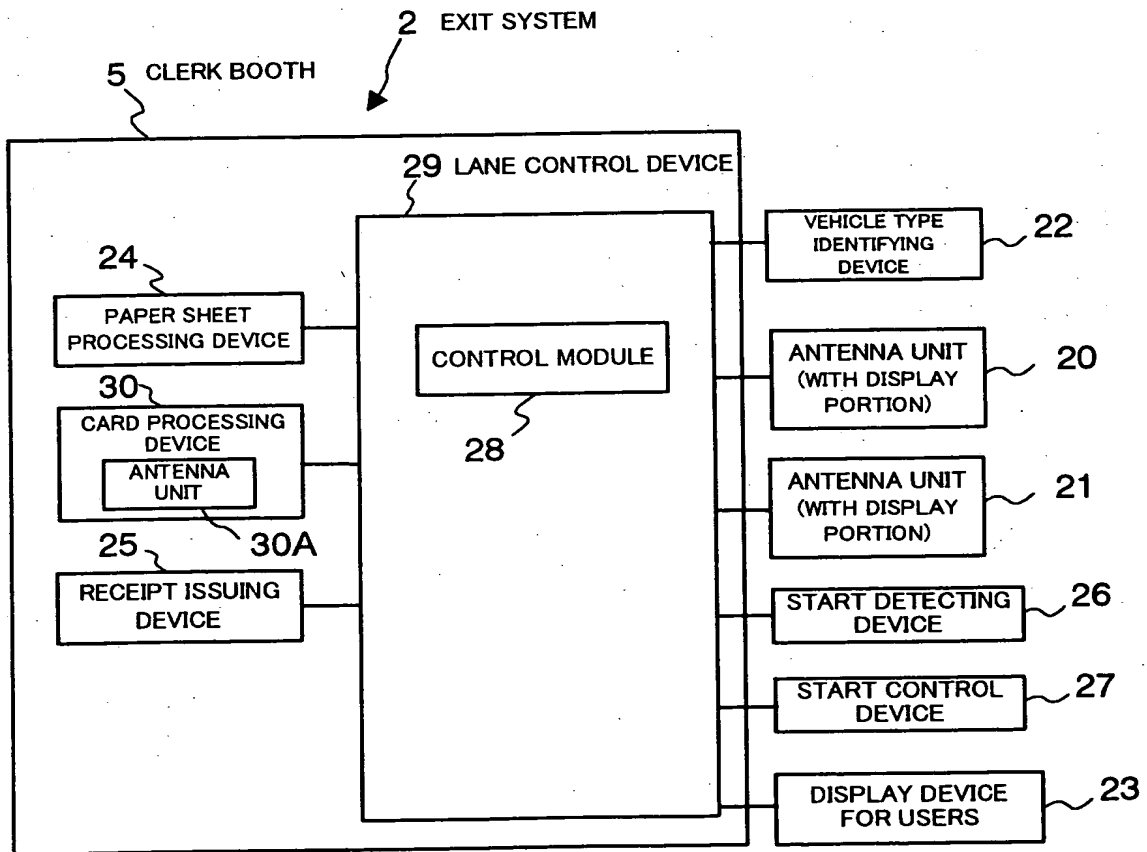 2 EXIT SYSTEM
5 CLERK BOOTH
29 LANE CONTROL DEVICE
24
PAPER SHEET
PROCESSING DEVICE
30
CARD PROCESSING
DEVICE
ANTENNA
UNIT
30A
25
RECEIPT ISSUING
DEVICE
CONTROL MODULE
28
VEHICLE TYPE
IDENTIFYING
DEVICE
22
ANTENNA UNIT
(WITH DISPLAY
PORTION)
20
ANTENNA UNIT
(WITH DISPLAY
PORTION)
21
START DETECTING
DEVICE
26
START CONTROL
DEVICE
27
DISPLAY DEVICE
FOR USERS
23